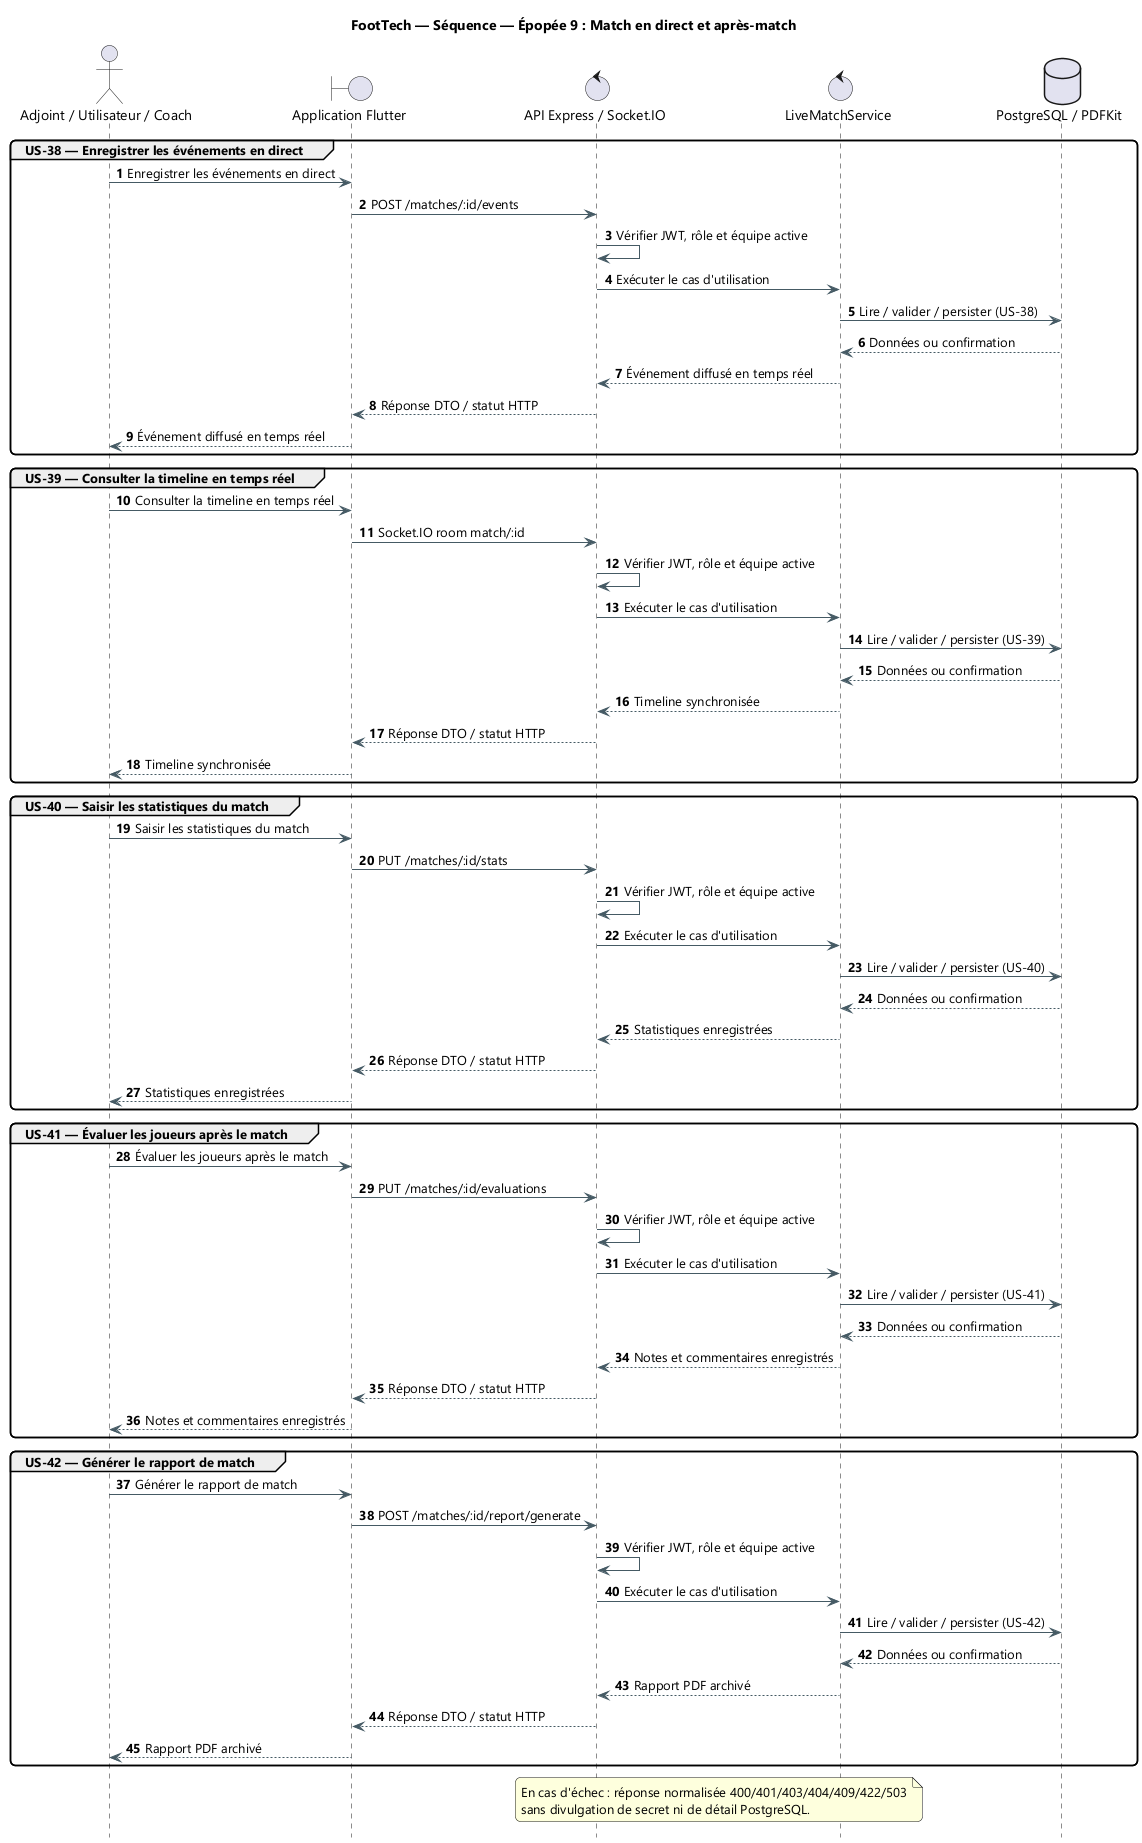 FootTech — Séquence — Épopée 9 : Match en direct et après-match
Adjoint / Utilisateur / Coach
Application Flutter
API Express / Socket.IO
LiveMatchService
PostgreSQL / PDFKit
US-38 — Enregistrer les événements en direct
1 Enregistrer les événements en direct
2 POST /matches/:id/events
3 Vérifier JWT, rôle et équipe active
4 Exécuter le cas d'utilisation
5 Lire / valider / persister (US-38)
6 Données ou confirmation
7 Événement diffusé en temps réel
8 Réponse DTO / statut HTTP
9 Événement diffusé en temps réel
US-39 — Consulter la timeline en temps réel
10 Consulter la timeline en temps réel
11 Socket.IO room match/:id
12 Vérifier JWT, rôle et équipe active
13 Exécuter le cas d'utilisation
14 Lire / valider / persister (US-39)
15 Données ou confirmation
16 Timeline synchronisée
17 Réponse DTO / statut HTTP
18 Timeline synchronisée
US-40 — Saisir les statistiques du match
19 Saisir les statistiques du match
20 PUT /matches/:id/stats
21 Vérifier JWT, rôle et équipe active
22 Exécuter le cas d'utilisation
23 Lire / valider / persister (US-40)
24 Données ou confirmation
25 Statistiques enregistrées
26 Réponse DTO / statut HTTP
27 Statistiques enregistrées
US-41 — Évaluer les joueurs après le match
28 Évaluer les joueurs après le match
29 PUT /matches/:id/evaluations
30 Vérifier JWT, rôle et équipe active
31 Exécuter le cas d'utilisation
32 Lire / valider / persister (US-41)
33 Données ou confirmation
34 Notes et commentaires enregistrés
35 Réponse DTO / statut HTTP
36 Notes et commentaires enregistrés
US-42 — Générer le rapport de match
37 Générer le rapport de match
38 POST /matches/:id/report/generate
39 Vérifier JWT, rôle et équipe active
40 Exécuter le cas d'utilisation
41 Lire / valider / persister (US-42)
42 Données ou confirmation
43 Rapport PDF archivé
44 Réponse DTO / statut HTTP
45 Rapport PDF archivé
En cas d'échec : réponse normalisée 400/401/403/404/409/422/503
sans divulgation de secret ni de détail PostgreSQL.